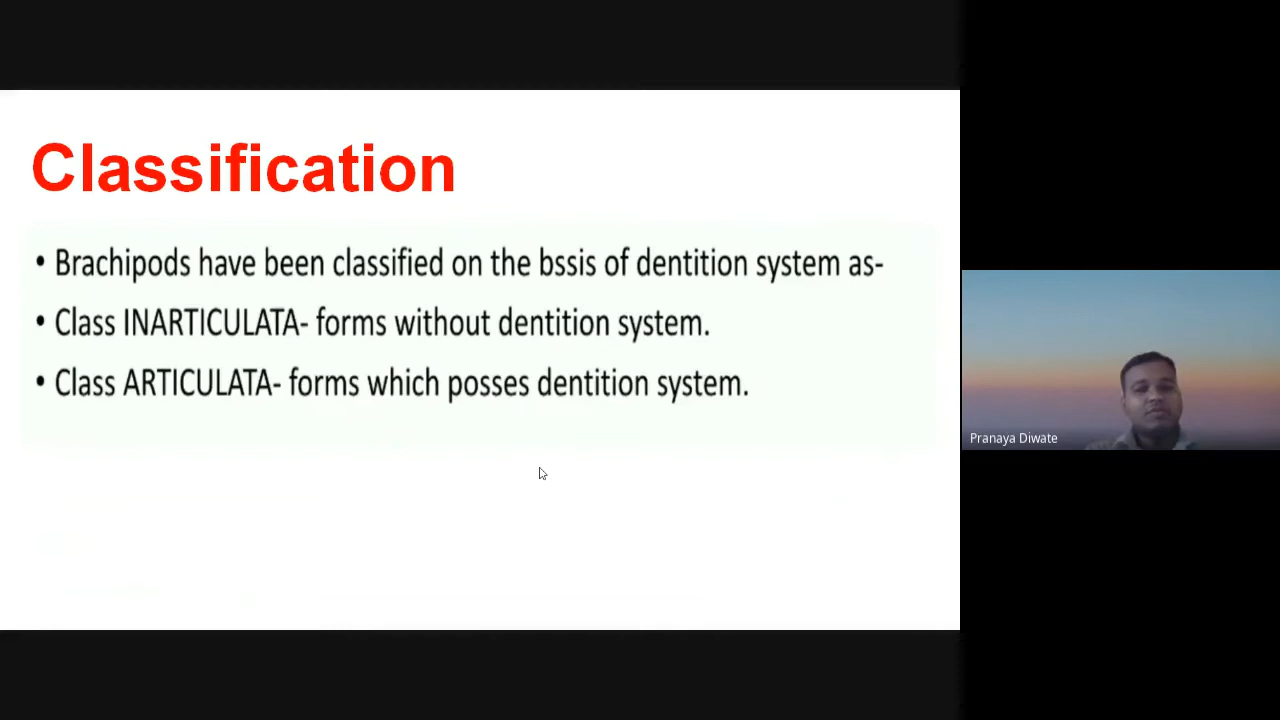 Classification
• Brachipods have been classified on the bssis of dentition system as-
• Class INARTICULATA- forms without dentition system.
• Class ARTICULATA- forms which posses dentition system.
Pranaya Diwate